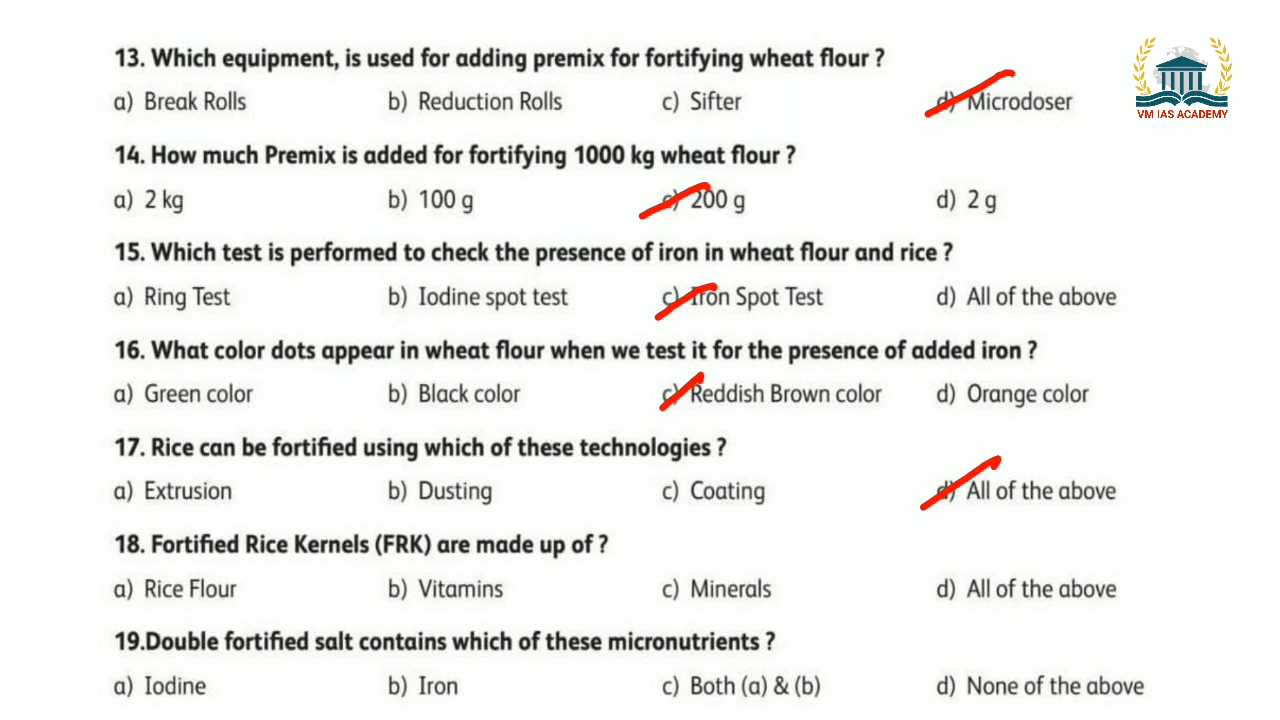 VM IAS ACADEMY
13. Which equipment, is used for adding premix for fortifying wheat flour ?
a) Break Rolls b) Reduction Rolls c) Sifter d) Microdoser
14. How much Premix is added for fortifying 1000 kg wheat flour ?
a) 2 kg b) 100 g c) 200 g d) 2 g
15. Which test is performed to check the presence of iron in wheat flour and rice ?
a) Ring Test b) Iodine spot test c) Iron Spot Test d) All of the above
16. What color dots appear in wheat flour when we test it for the presence of added iron ?
a) Green color b) Black color c) Reddish Brown color d) Orange color
17. Rice can be fortified using which of these technologies ?
a) Extrusion b) Dusting c) Coating d) All of the above
18. Fortified Rice Kernels (FRK) are made up of ?
a) Rice Flour b) Vitamins c) Minerals d) All of the above
19.Double fortified salt contains which of these micronutrients ?
a) Iodine b) Iron c) Both (a) & (b) d) None of the above